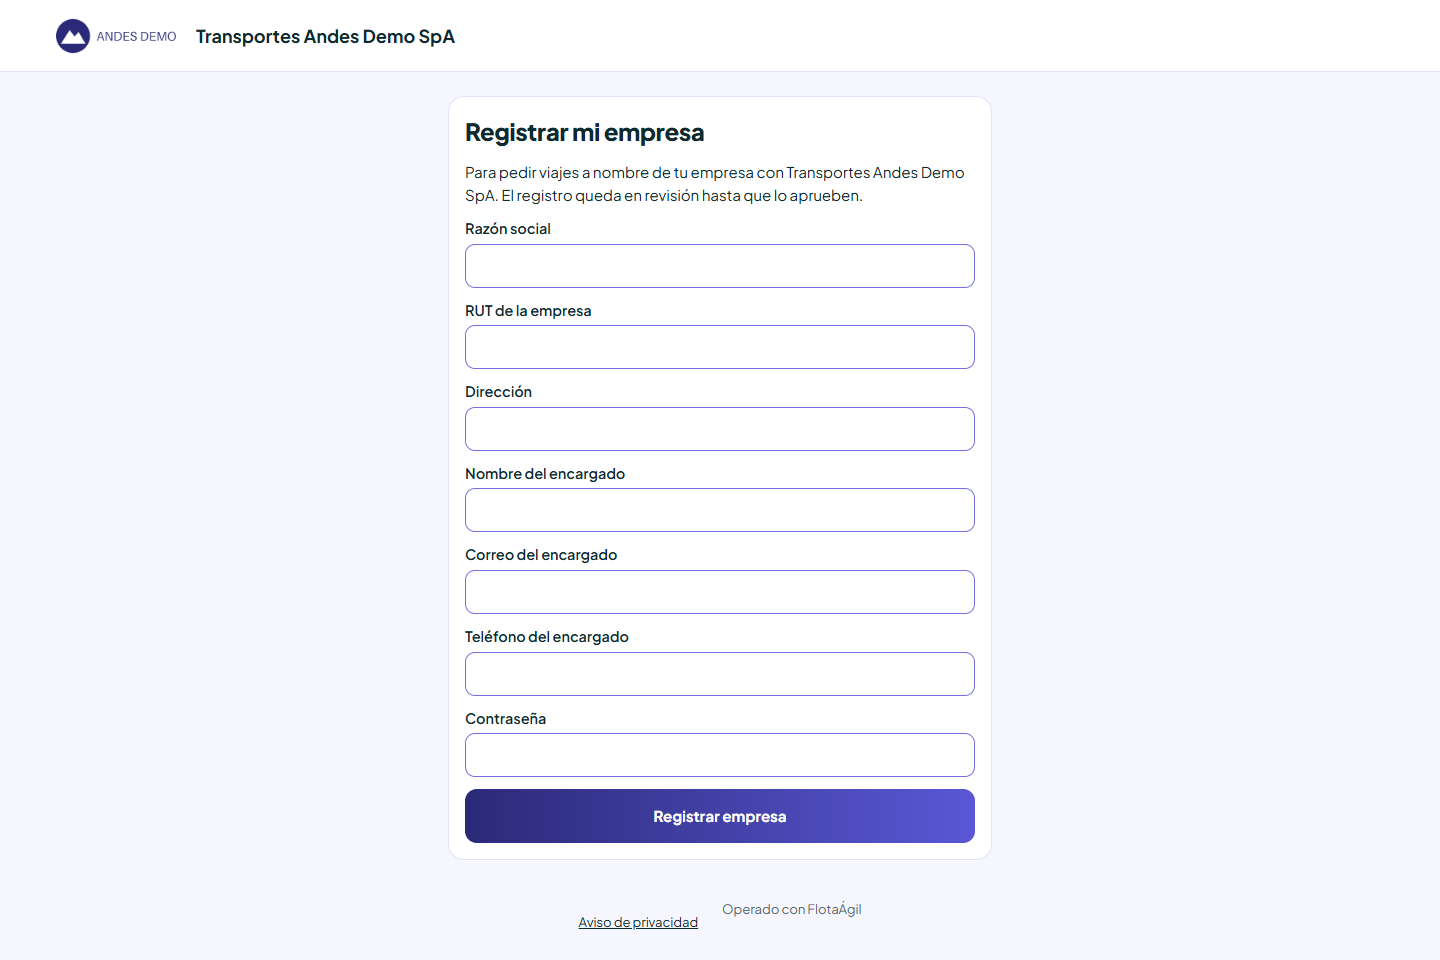 ANDES DEMO
Transportes Andes Demo SpA
Registrar mi empresa
Para pedir viajes a nombre de tu empresa con Transportes Andes Demo
SpA. El registro queda en revisión hasta que lo aprueben.
Razón social
RUT de la empresa
Dirección
Nombre del encargado
Correo del encargado
Teléfono del encargado
Contraseña
Registrar empresa
Aviso de privacidad
Operado con FlotaÁgil